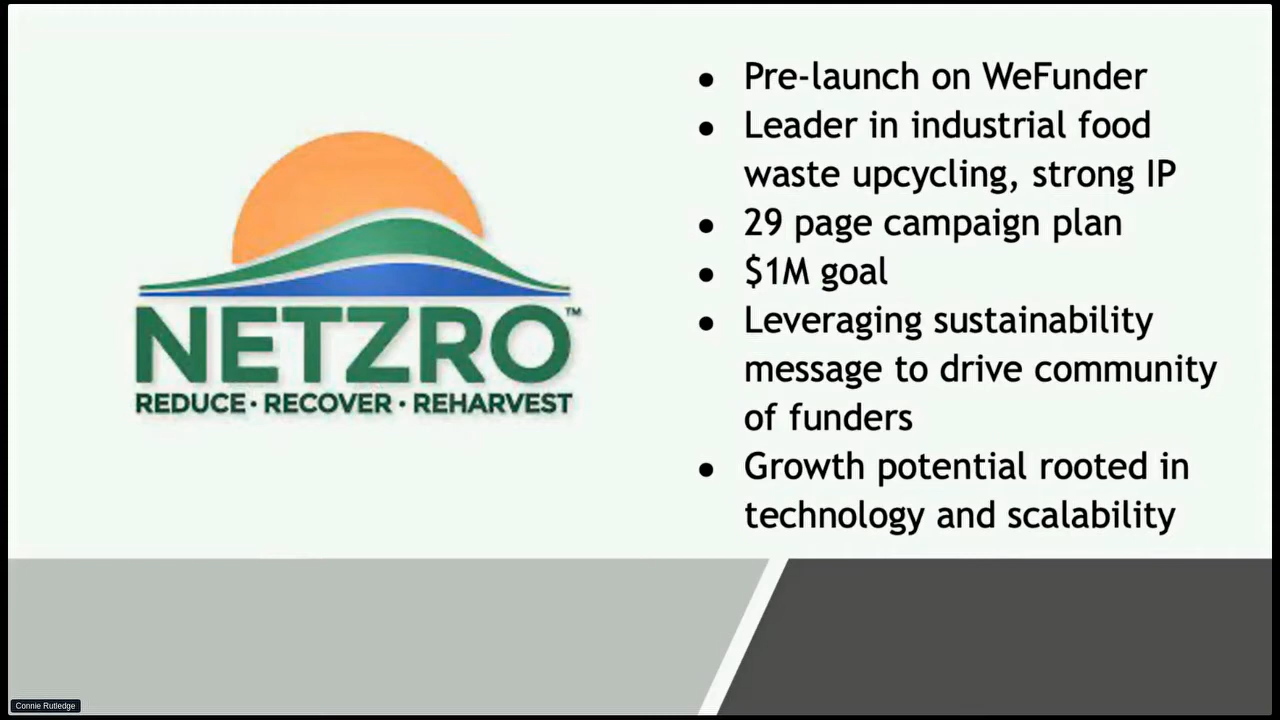 NETZRO™
REDUCE · RECOVER · REHARVEST
● Pre-launch on WeFunder
● Leader in industrial food
waste upcycling, strong IP
● 29 page campaign plan
● $1M goal
● Leveraging sustainability
message to drive community
of funders
● Growth potential rooted in
technology and scalability
Connie Rutledge